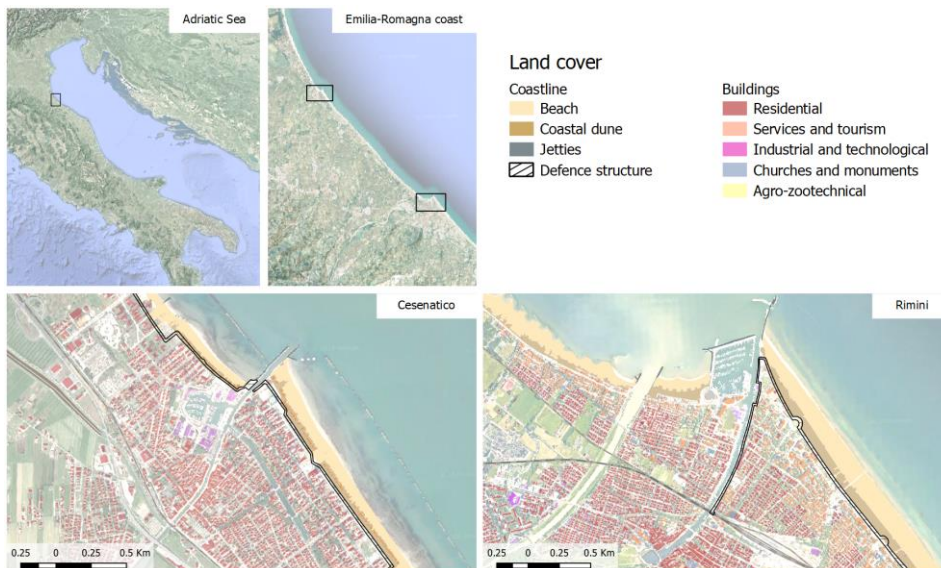 Adriatic Sea
Emilia-Romagna coast
Land cover
Coastline
Beach
Coastal dune
Jetties
Defence structure
Buildings
Residential
Services and tourism
Industrial and technological
Churches and monuments
Agro-zootechnical
Cesenatico
Rimini
0.25 0 0.25 0.5 Km
0.25 0 0.25 0.5 Km